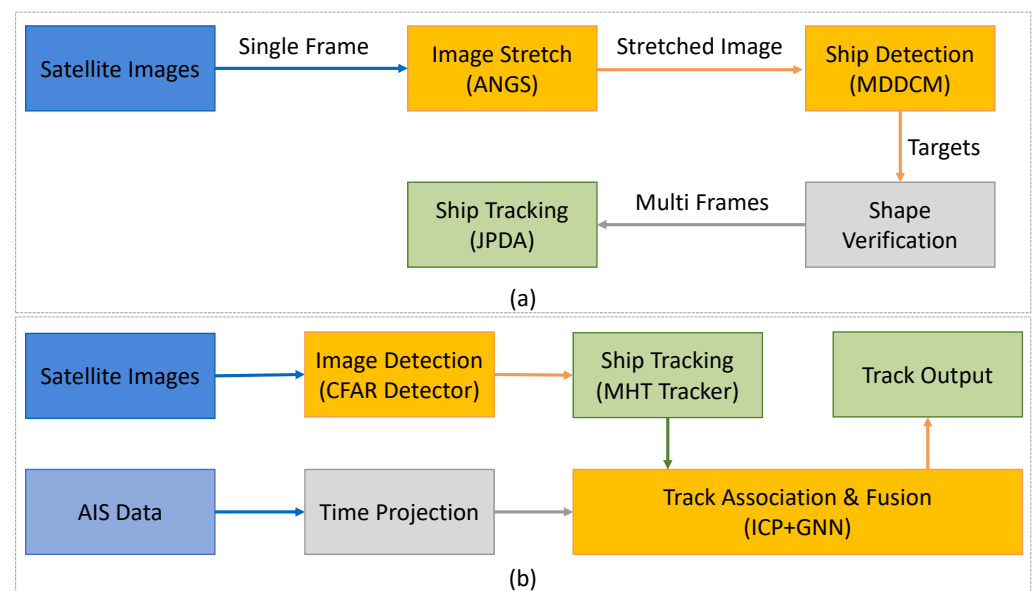 Satellite Images
Single Frame
Image Stretch
(ANGS)
Stretched Image
Ship Detection
(MDDCM)
Targets
Shape
Verification
Multi Frames
Ship Tracking
(JPDA)
(a)
Satellite Images
Image Detection
(CFAR Detector)
Ship Tracking
(MHT Tracker)
Track Output
AIS Data
Time Projection
Track Association & Fusion
(ICP+GNN)
(b)